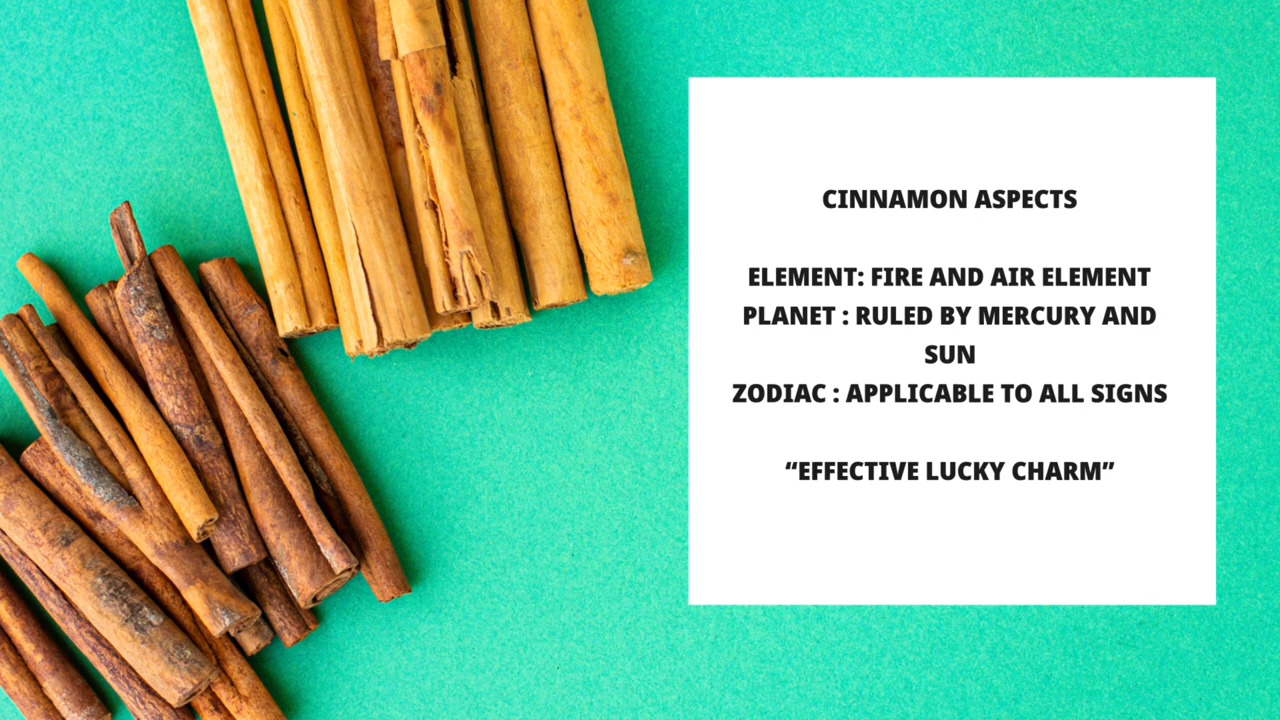 CINNAMON ASPECTS
ELEMENT: FIRE AND AIR ELEMENT
PLANET : RULED BY MERCURY AND
SUN
ZODIAC : APPLICABLE TO ALL SIGNS
“EFFECTIVE LUCKY CHARM”